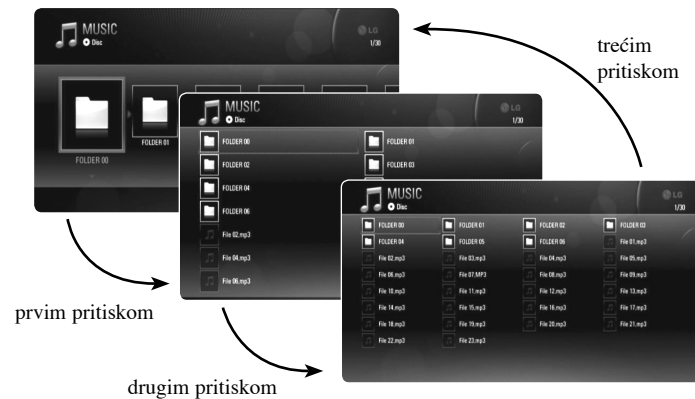 MUSIC
Disc
LG
1/30
FOLDER 00
FOLDER 01
trećim
pritiskom
MUSIC
Disc
LG
1/30
FOLDER 00
FOLDER 01
FOLDER 02
FOLDER 03
FOLDER 04
FOLDER 06
File 02.mp3
File 04.mp3
File 06.mp3
MUSIC
Disc
LG
1/30
FOLDER 00 FOLDER 01 FOLDER 02 FOLDER 03
FOLDER 04 FOLDER 05 FOLDER 06 File 01.mp3
File 02.mp3 File 03.mp3 File 04.mp3 File 05.mp3
File 06.mp3 File 07.MP3 File 08.mp3 File 09.mp3
File 10.mp3 File 11.mp3 File 12.mp3 File 13.mp3
File 14.mp3 File 15.mp3 File 16.mp3 File 17.mp3
File 18.mp3 File 19.mp3 File 20.mp3 File 21.mp3
File 22.mp3 File 23.mp3
prvim pritiskom
drugim pritiskom